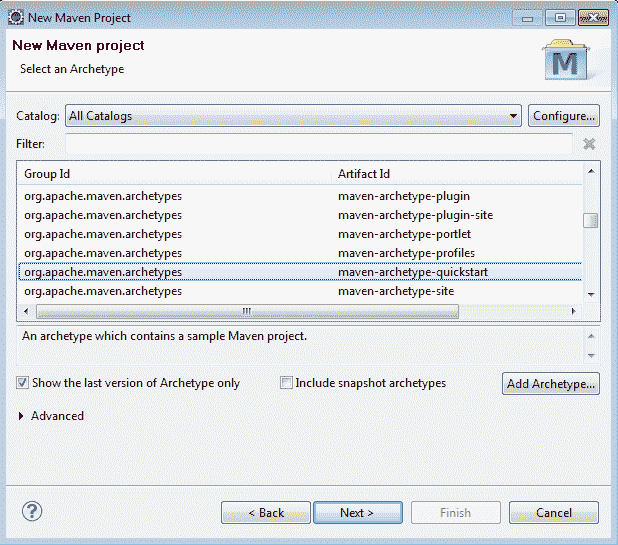 New Maven Project
New Maven project
Select an Archetype
M
Catalog: All Catalogs Configure...
Filter:
Group Id Artifact Id
org.apache.maven.archetypes maven-archetype-plugin
org.apache.maven.archetypes maven-archetype-plugin-site
org.apache.maven.archetypes maven-archetype-portlet
org.apache.maven.archetypes maven-archetype-profiles
org.apache.maven.archetypes maven-archetype-quickstart
org.apache.maven.archetypes maven-archetype-site
An archetype which contains a sample Maven project.
Show the last version of Archetype only Include snapshot archetypes Add Archetype...
Advanced
? < Back Next > Finish Cancel